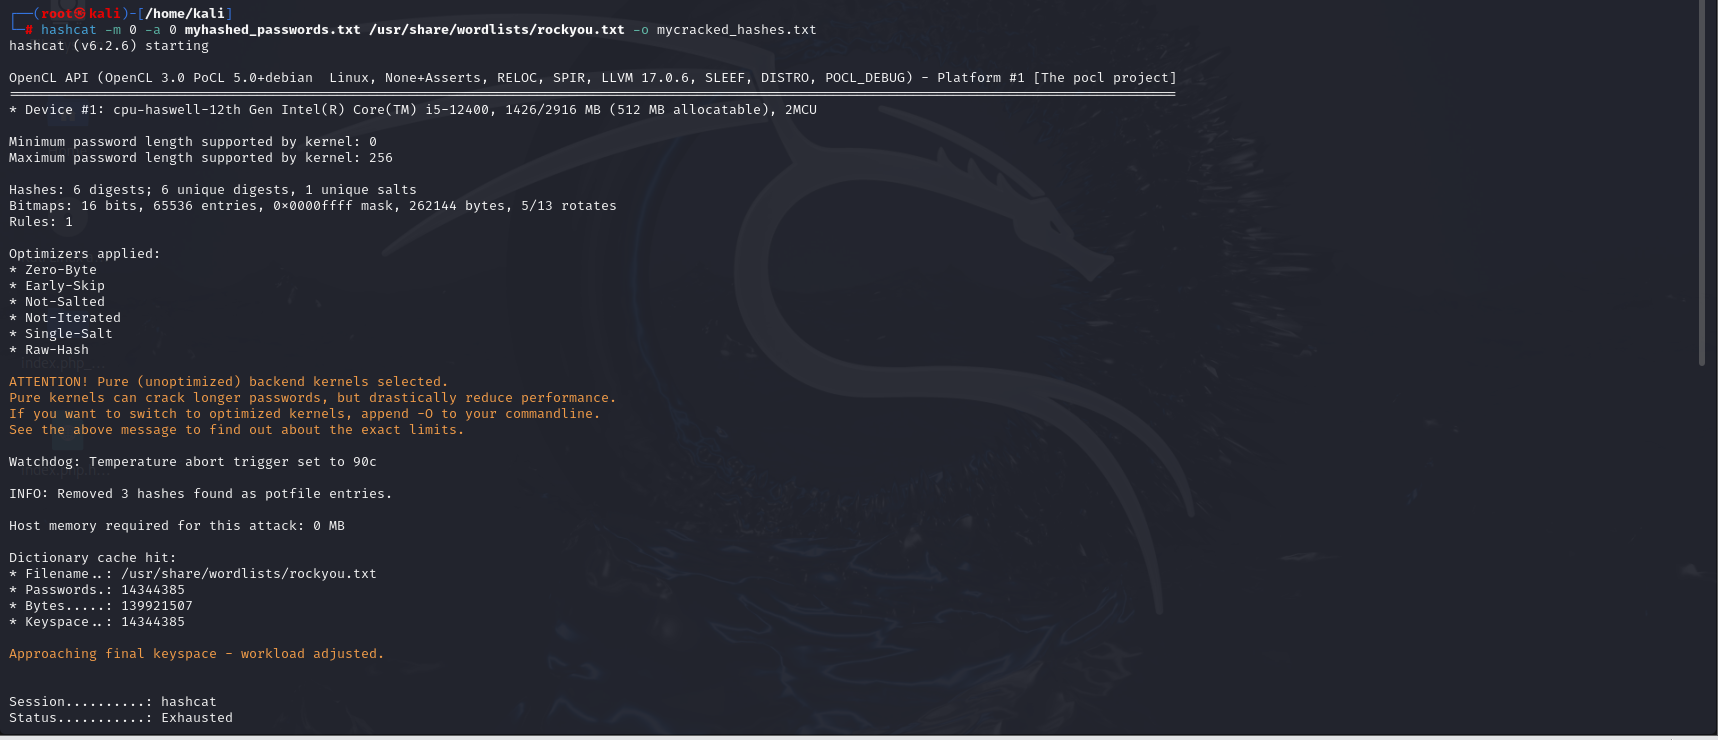 ┌──(root㉿kali)-[/home/kali]
└─# hashcat -m 0 -a 0 myhashed_passwords.txt /usr/share/wordlists/rockyou.txt -o mycracked_hashes.txt
hashcat (v6.2.6) starting
OpenCL API (OpenCL 3.0 PoCL 5.0+debian  Linux, None+Asserts, RELOC, SPIR, LLVM 17.0.6, SLEEF, DISTRO, POCL_DEBUG) - Platform #1 [The pocl project]
==================================================================================================================================================
* Device #1: cpu-haswell-12th Gen Intel(R) Core(TM) i5-12400, 1426/2916 MB (512 MB allocatable), 2MCU
Minimum password length supported by kernel: 0
Maximum password length supported by kernel: 256
Hashes: 6 digests; 6 unique digests, 1 unique salts
Bitmaps: 16 bits, 65536 entries, 0x0000ffff mask, 262144 bytes, 5/13 rotates
Rules: 1
Optimizers applied:
* Zero-Byte
* Early-Skip
* Not-Salted
* Not-Iterated
* Single-Salt
* Raw-Hash
ATTENTION! Pure (unoptimized) backend kernels selected.
Pure kernels can crack longer passwords, but drastically reduce performance.
If you want to switch to optimized kernels, append -O to your commandline.
See the above message to find out about the exact limits.
Watchdog: Temperature abort trigger set to 90c
INFO: Removed 3 hashes found as potfile entries.
Host memory required for this attack: 0 MB
Dictionary cache hit:
* Filename..: /usr/share/wordlists/rockyou.txt
* Passwords.: 14344385
* Bytes.....: 139921507
* Keyspace..: 14344385
Approaching final keyspace - workload adjusted.
Session..........: hashcat
Status...........: Exhausted